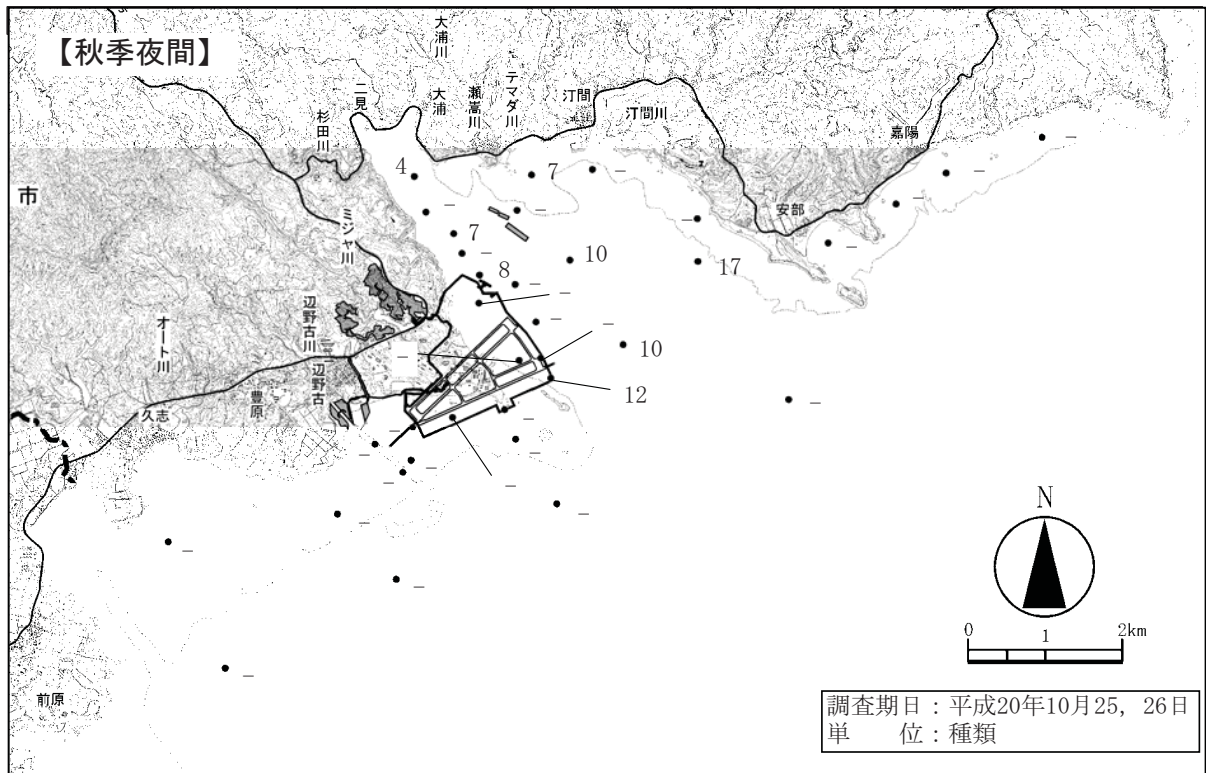 【秋季夜間】
大浦川
二見
大浦
瀬嵩川
テマダ川
汀間
汀間川
杉田川
嘉陽
市
ミジャ川
安部
辺野古川
辺野古
オート川
豊原
久志
前原
4
7
–
–
–
–
–
–
7
–
–
–
10
17
8
–
–
–
–
10
–
12
–
–
–
–
–
–
–
–
–
–
–
–
–
N
0 1 2km
調査期日：平成20年10月25, 26日
単　　位：種類